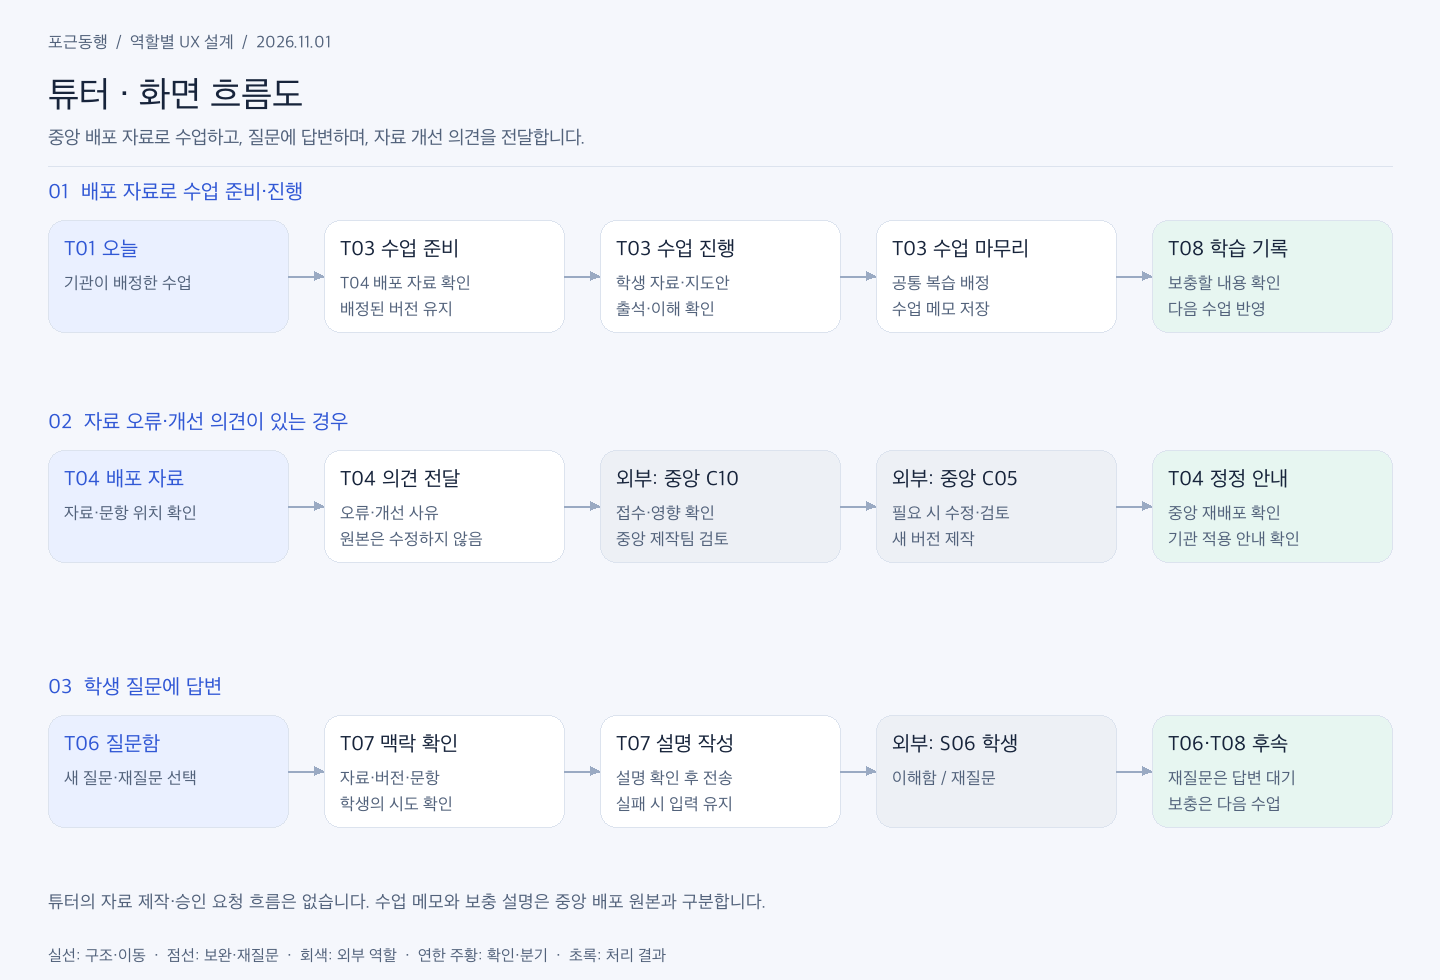 포근동행 / 역할별 UX 설계 / 2026.11.01
튜터 · 화면 흐름도
중앙 배포 자료로 수업하고, 질문에 답변하며, 자료 개선 의견을 전달합니다.
01 배포 자료로 수업 준비·진행
T01 오늘
기관이 배정한 수업
T03 수업 준비
T04 배포 자료 확인
배정된 버전 유지
T03 수업 진행
학생 자료·지도안
출석·이해 확인
T03 수업 마무리
공통 복습 배정
수업 메모 저장
T08 학습 기록
보충할 내용 확인
다음 수업 반영
02 자료 오류·개선 의견이 있는 경우
T04 배포 자료
자료·문항 위치 확인
T04 의견 전달
오류·개선 사유
원본은 수정하지 않음
외부: 중앙 C10
접수·영향 확인
중앙 제작팀 검토
외부: 중앙 C05
필요 시 수정·검토
새 버전 제작
T04 정정 안내
중앙 재배포 확인
기관 적용 안내 확인
03 학생 질문에 답변
T06 질문함
새 질문·재질문 선택
T07 맥락 확인
자료·버전·문항
학생의 시도 확인
T07 설명 작성
설명 확인 후 전송
실패 시 입력 유지
외부: S06 학생
이해함 / 재질문
T06·T08 후속
재질문은 답변 대기
보충은 다음 수업
튜터의 자료 제작·승인 요청 흐름은 없습니다. 수업 메모와 보충 설명은 중앙 배포 원본과 구분합니다.
실선: 구조·이동 · 점선: 보완·재질문 · 회색: 외부 역할 · 연한 주황: 확인·분기 · 초록: 처리 결과